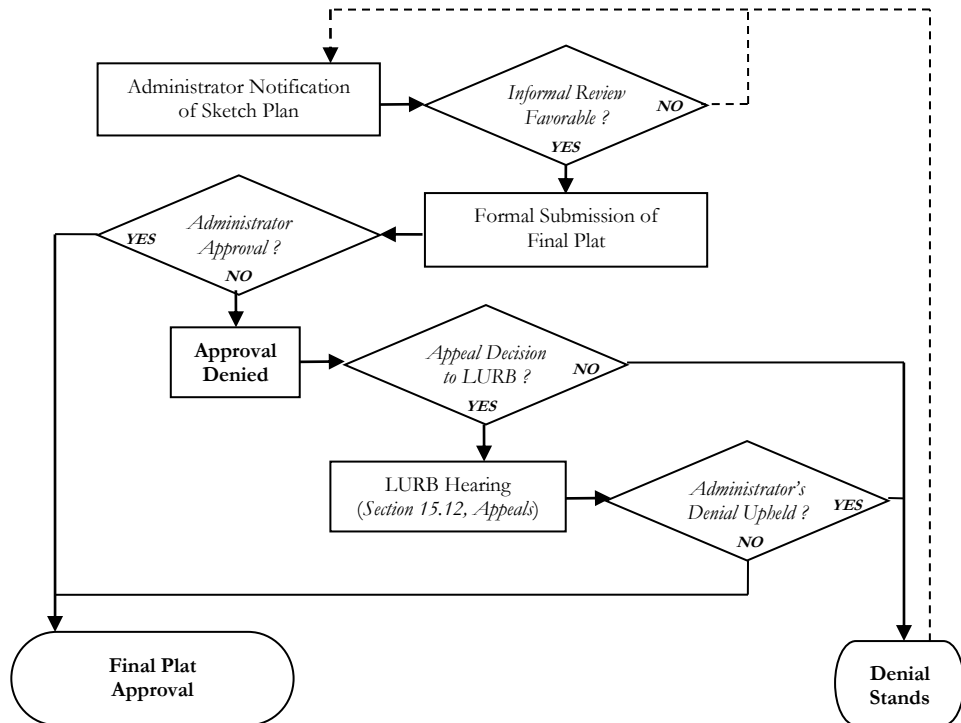 Administrator Notification
of Sketch Plan
Informal Review
Favorable ?
NO
YES
Formal Submission of
Final Plat
Administrator
Approval ?
YES
NO
Approval
Denied
Appeal Decision
to LURB ?
NO
YES
LURB Hearing
(Section 15.12, Appeals)
Administrator’s
Denial Upheld ?
YES
NO
Final Plat
Approval
Denial
Stands